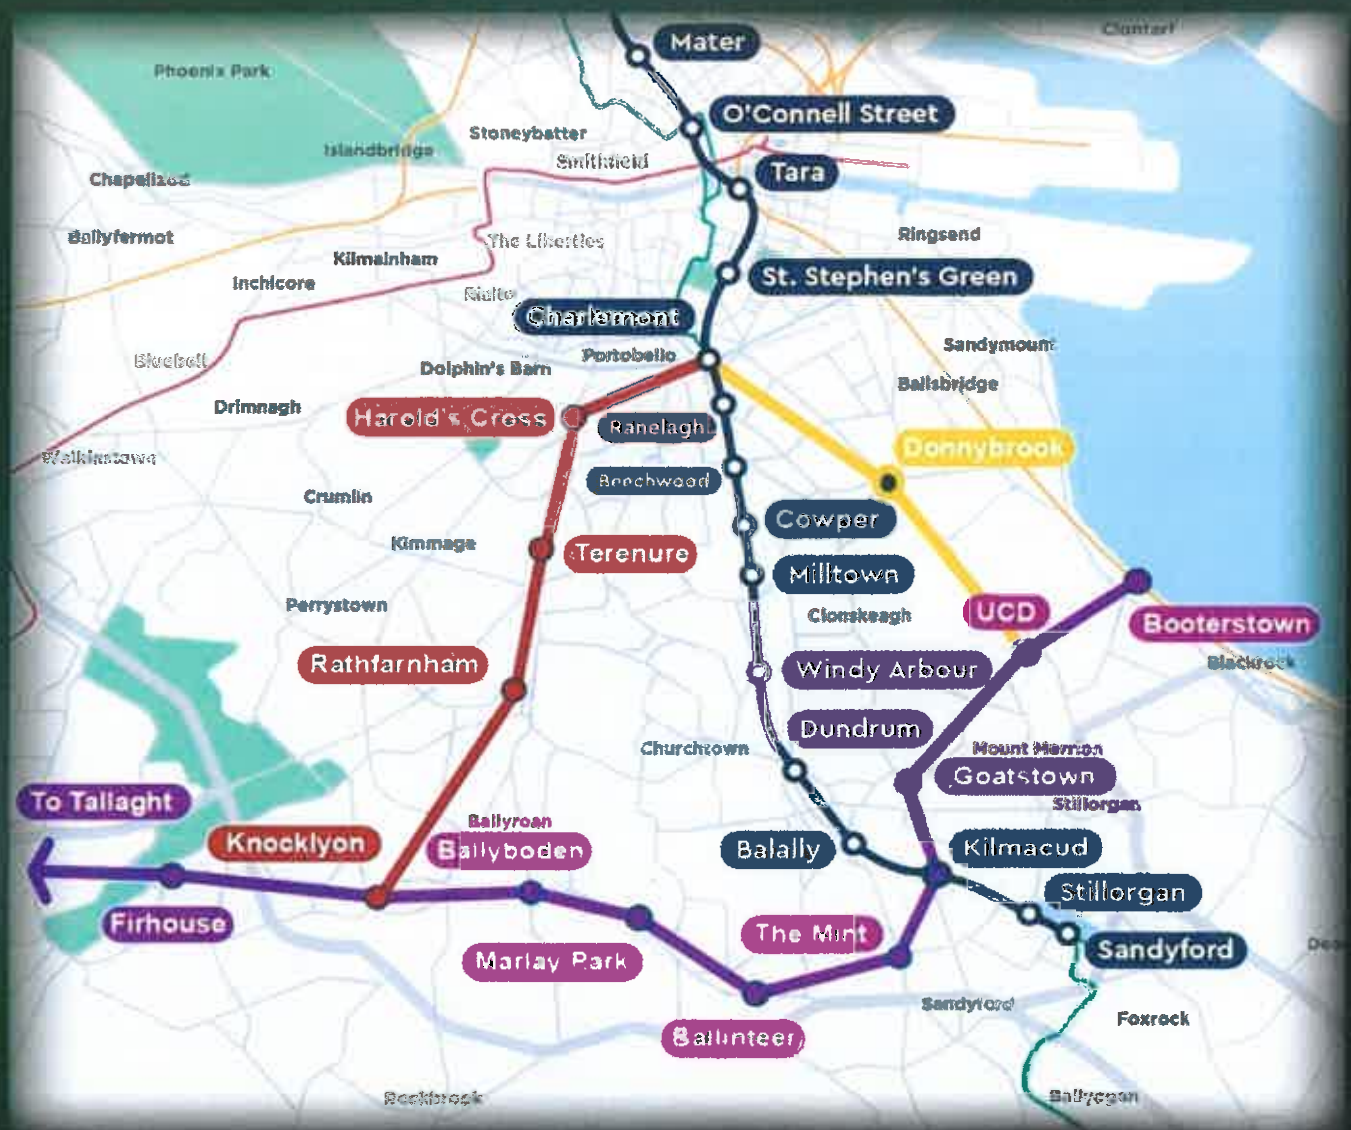 Clontarf
Mater
Phoenix Park
O'Connell Street
Stoneybatter
Islandbridge
Smithfield
Tara
Chapelizod
Ringsend
Ballyfermot
The Liberties
Kilmainham
St. Stephen's Green
Inchicore
Rialto
Charlemont
Sandymount
Portobello
Bluebell
Dolphin's Barn
Ballsbridge
Drimnagh
Harold's Cross
Ranelagh
Donnybrook
Walkinstown
Beechwood
Crumlin
Cowper
Kimmage
Terenure
Milltown
Perrystown
Clonskeagh
UCD
Booterstown
Rathfarnham
Windy Arbour
Blackrock
Dundrum
Churchtown
Mount Merrion
Goatstown
To Tallaght
Stillorgan
Ballyroan
Knocklyon
Ballyboden
Balally
Kilmacud
Stillorgan
Firhouse
The Mint
Sandyford
Marlay Park
Sandyford
Foxrock
Ballinteer
Rockbrook
Ballyogan